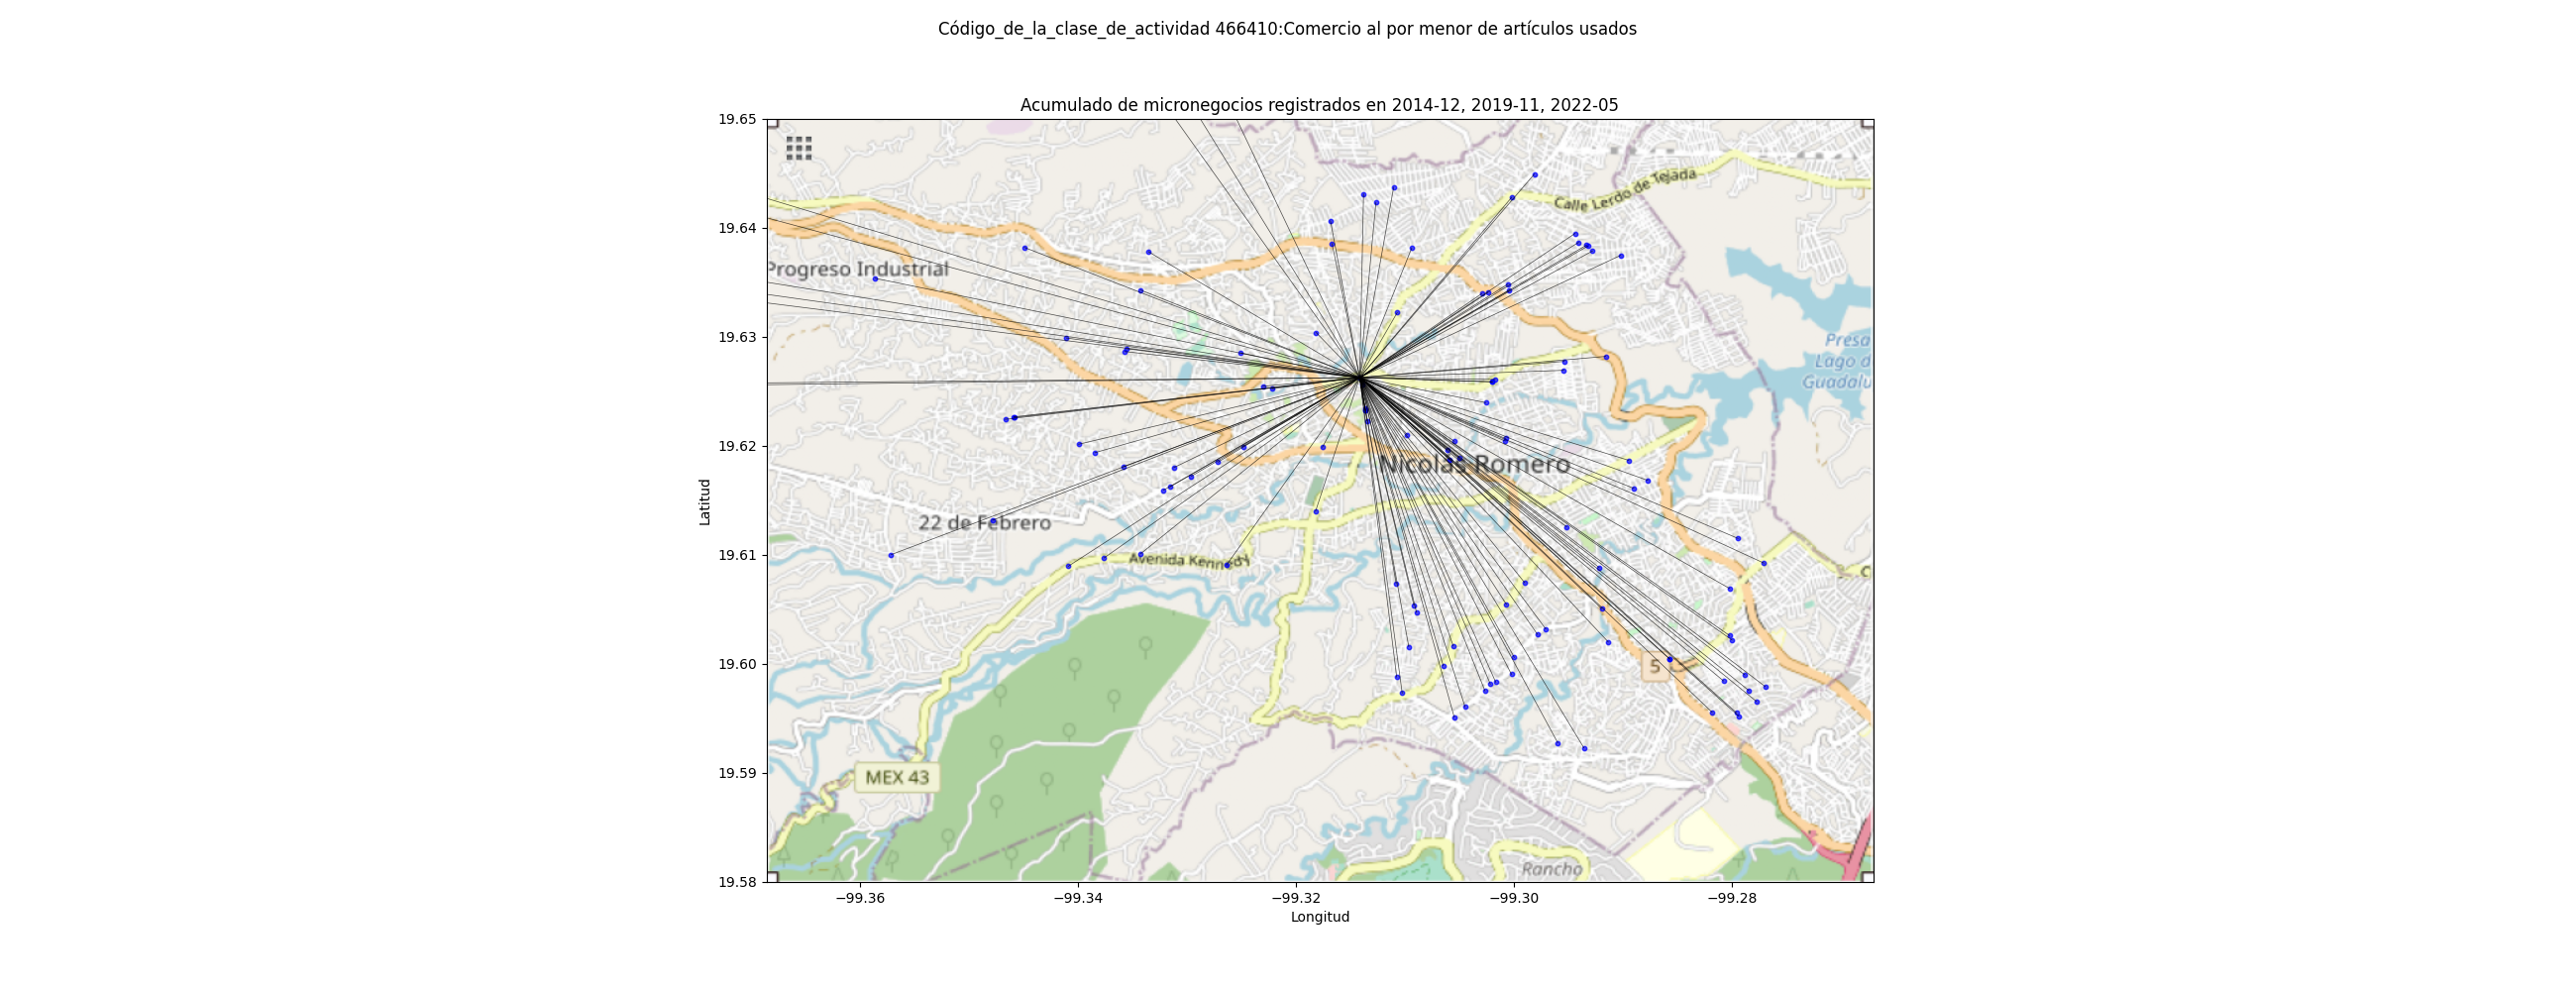 Código_de_la_clase_de_actividad 466410:Comercio al por menor de artículos usados
Acumulado de micronegocios registrados en 2014-12, 2019-11, 2022-05
19.65
Calle Lerdo de Tejada
19.64
Progreso Industrial
19.63
Presa
Lago d
Guadalu
19.62
Nicolás Romero
22 de Febrero
19.61
Avenida Kennedy
C
Latitud
19.60
5
19.59
MEX 43
Rancho
19.58
−99.36
−99.34
−99.32
−99.30
−99.28
Longitud